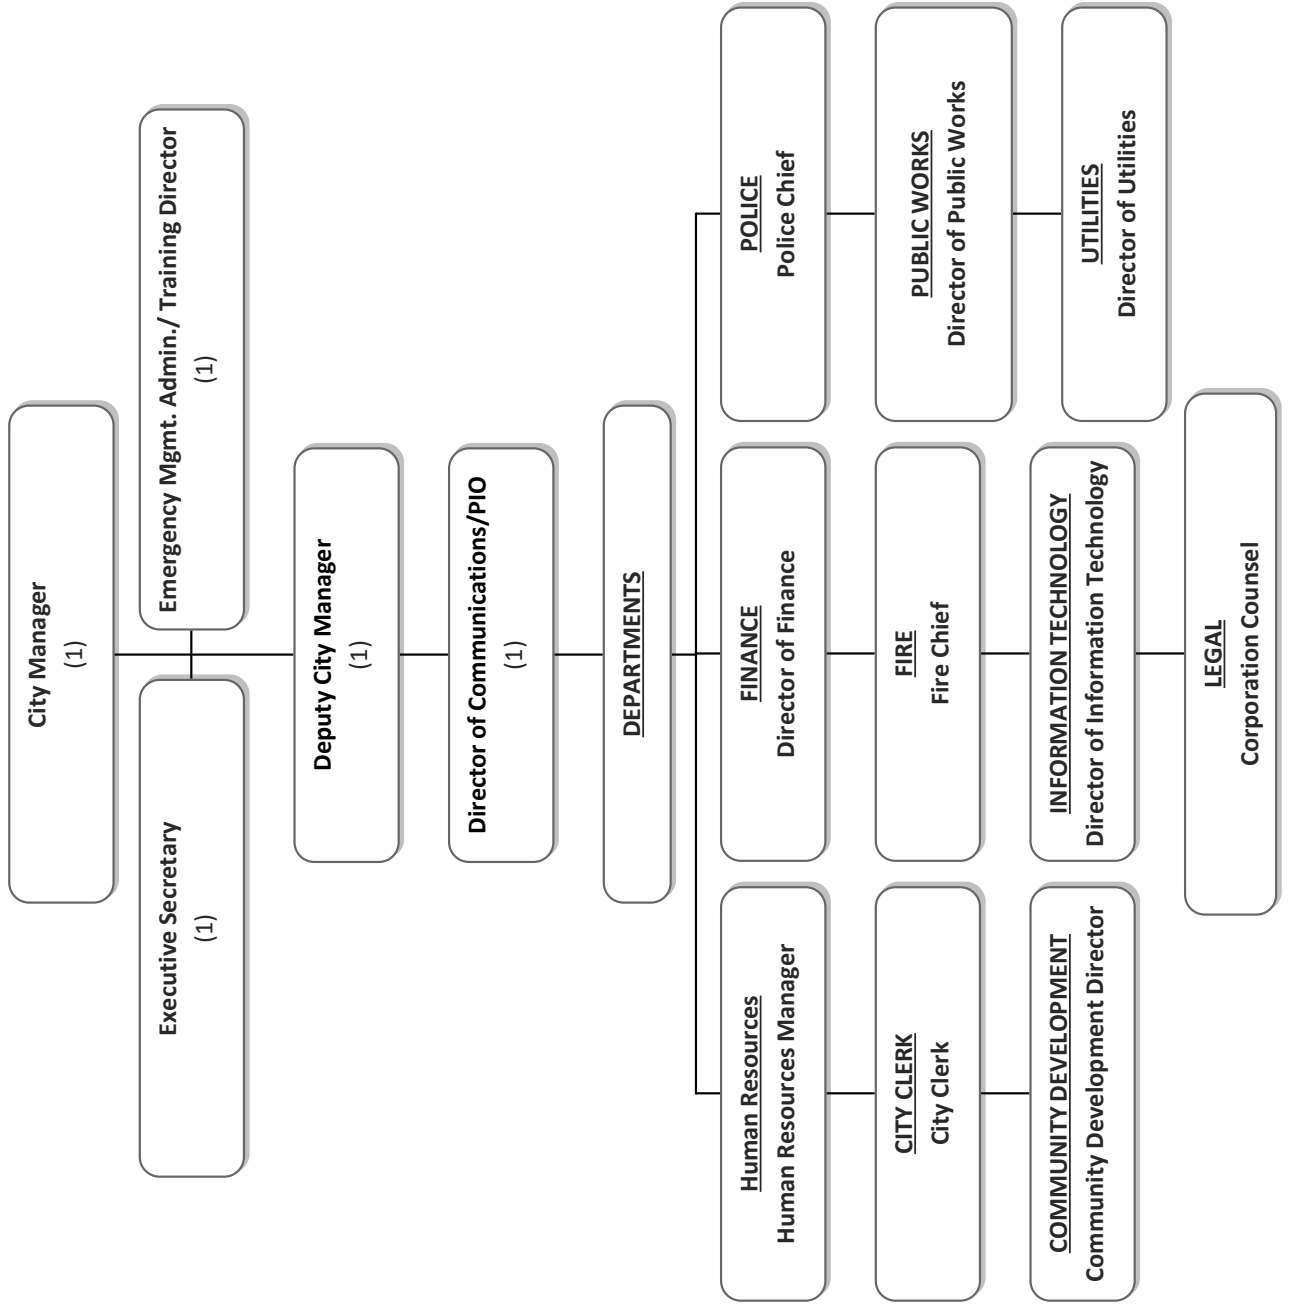 City Manager
(1)
Executive Secretary
(1)
Emergency Mgmt. Admin./ Training Director
(1)
Deputy City Manager
(1)
Director of Communications/PIO
(1)
DEPARTMENTS
Human Resources
Human Resources Manager
CITY CLERK
City Clerk
COMMUNITY DEVELOPMENT
Community Development Director
FINANCE
Director of Finance
FIRE
Fire Chief
INFORMATION TECHNOLOGY
Director of Information Technology
LEGAL
Corporation Counsel
POLICE
Police Chief
PUBLIC WORKS
Director of Public Works
UTILITIES
Director of Utilities